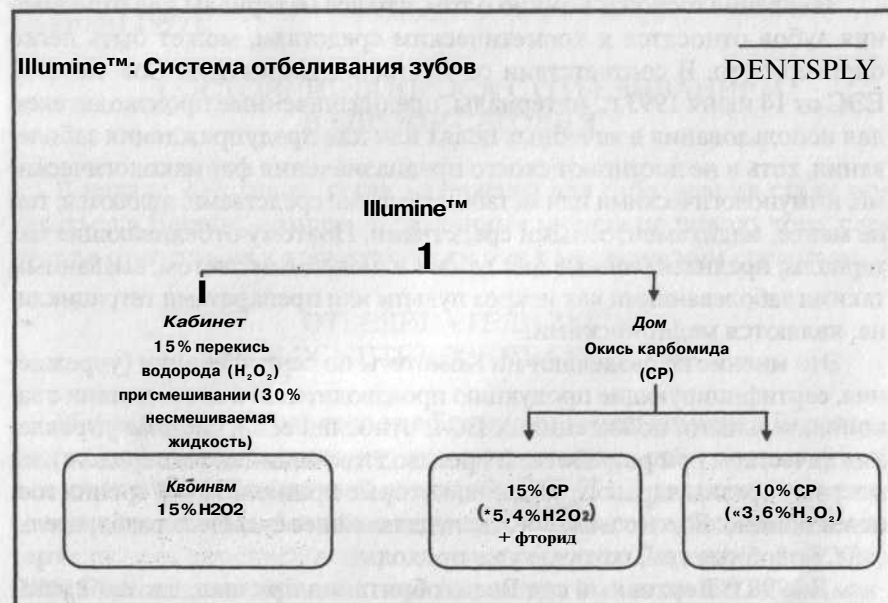 Illumine™: Система отбеливания зубов
DENTSPLY
Illumine™
1
Кабинет
15% перекись
водорода (H₂O₂)
при смешивании (30%
несмешиваемая
жидкость)
Дом
Окись карбомида
(CP)
Кабинам
15% H2O2
15% CP
(*5,4% H2O2)
+ фторид
10% CP
(«3,6% H₂O₂)